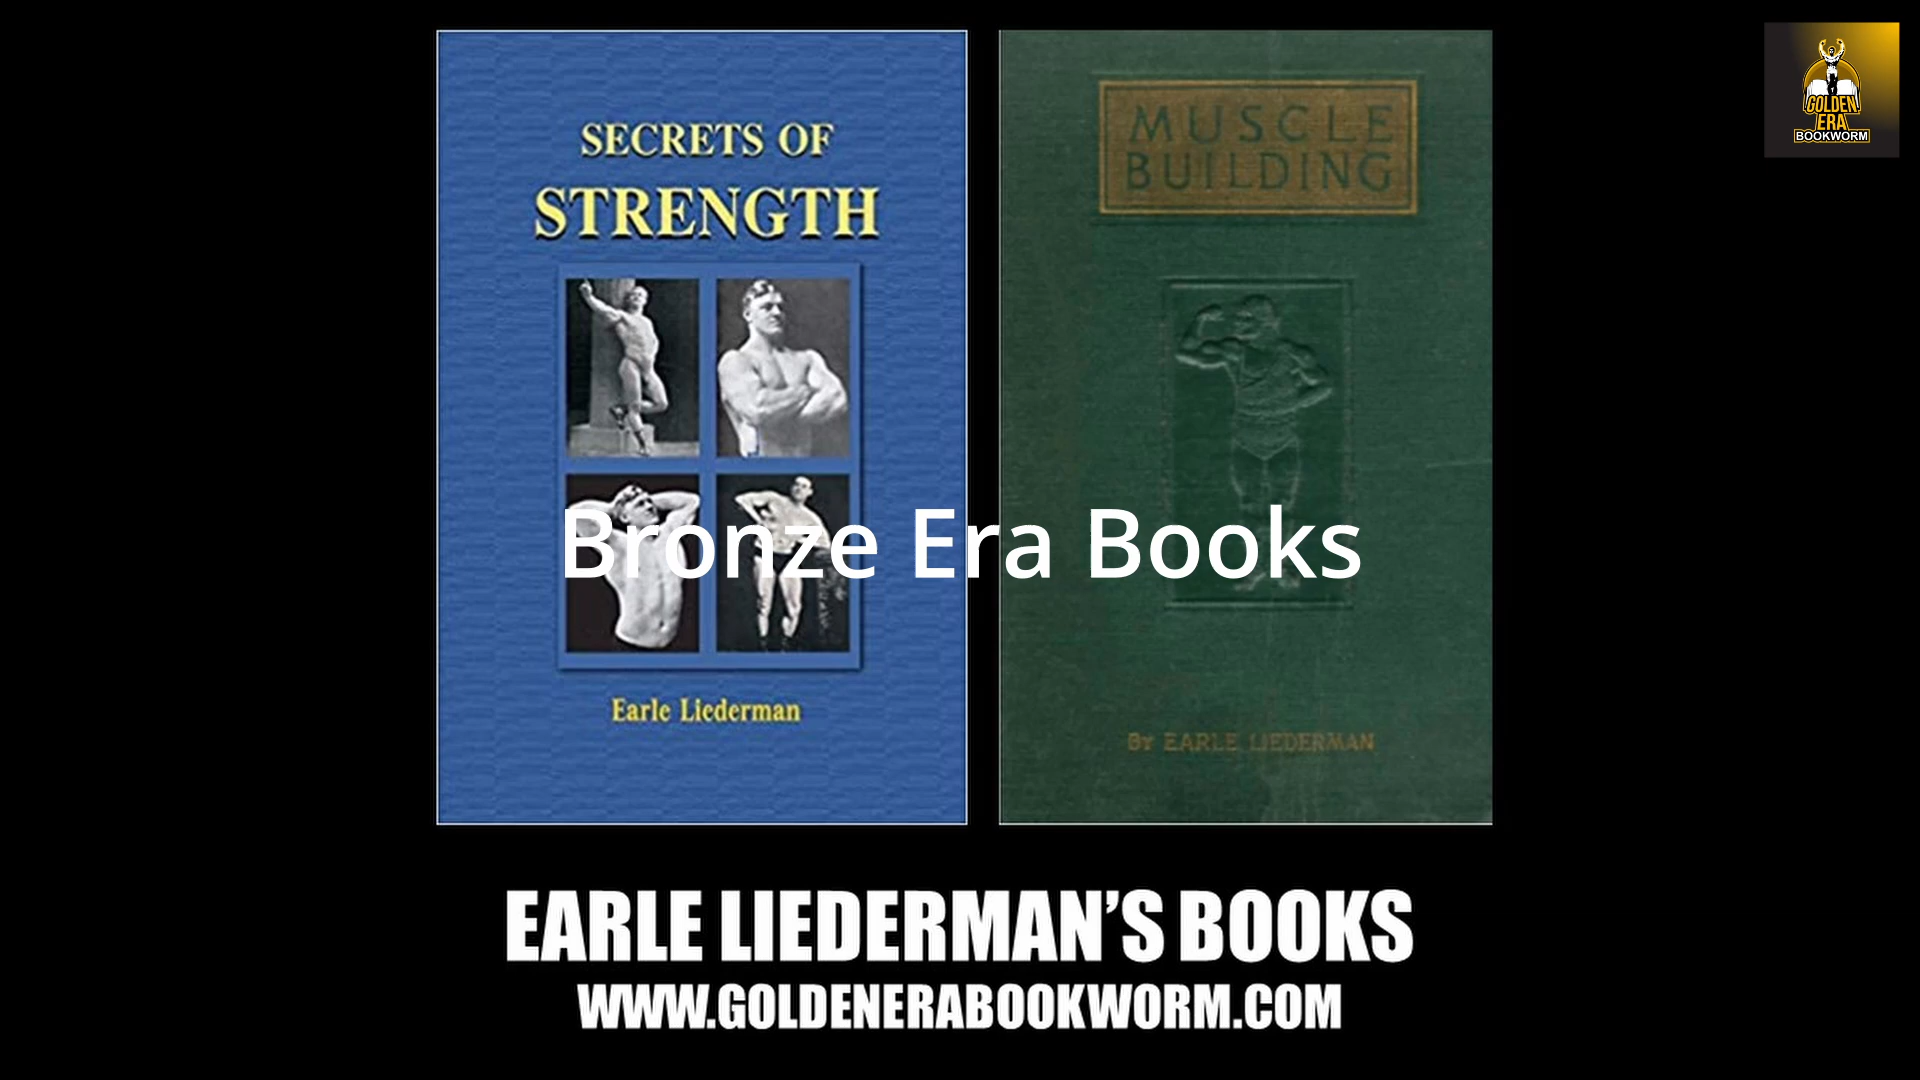 SECRETS OF
STRENGTH
Earle Liederman
MUSCLE
BUILDING
BY EARLE LIEDERMAN
Bronze Era Books
EARLE LIEDERMAN'S BOOKS
WWW.GOLDENERABOOKWORM.COM
GOLDEN
ERA
BOOKWORM